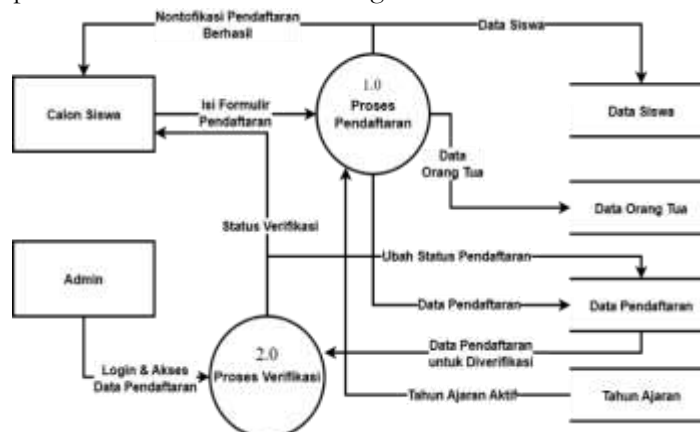 Nontofikasi Pendaftaran
Berhasil
Data Siswa
1.0
Proses
Pendaftaran
Calon Siswa
Isi Formulir
Pendaftaran
Data Siswa
Data
Orang Tua
Data Orang Tua
Status Verifikasi
Ubah Status Pendaftaran
Admin
Data Pendaftaran
Data Pendaftaran
2.0
Proses Verifikasi
Data Pendaftaran
untuk Diverifikasi
Login & Akses
Data Pendaftaran
Tahun Ajaran Aktif
Tahun Ajaran